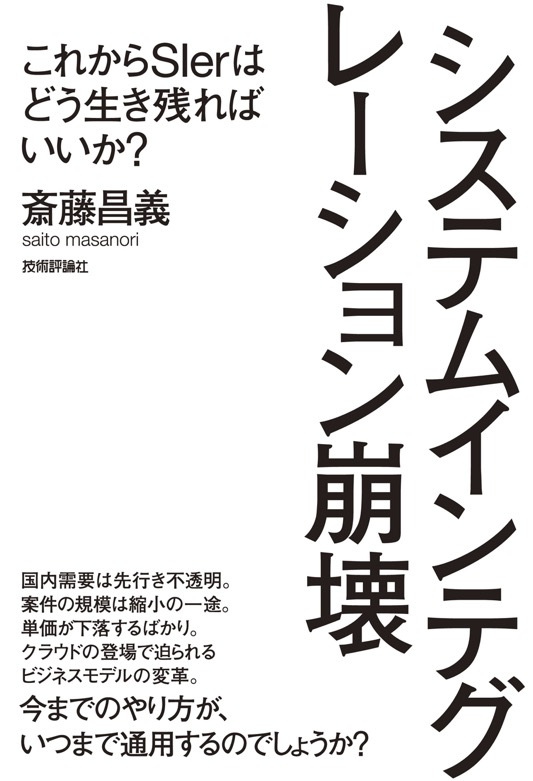 システムインテグ
レーション崩壊
これからSIerは
どう生き残れば
いいか?
斎藤昌義
saito masanori
技術評論社
国内需要は先行き不透明。
案件の規模は縮小の一途。
単価が下落するばかり。
クラウドの登場で迫られる
ビジネスモデルの変革。
今までのやり方が、
いつまで通用するのでしょうか?